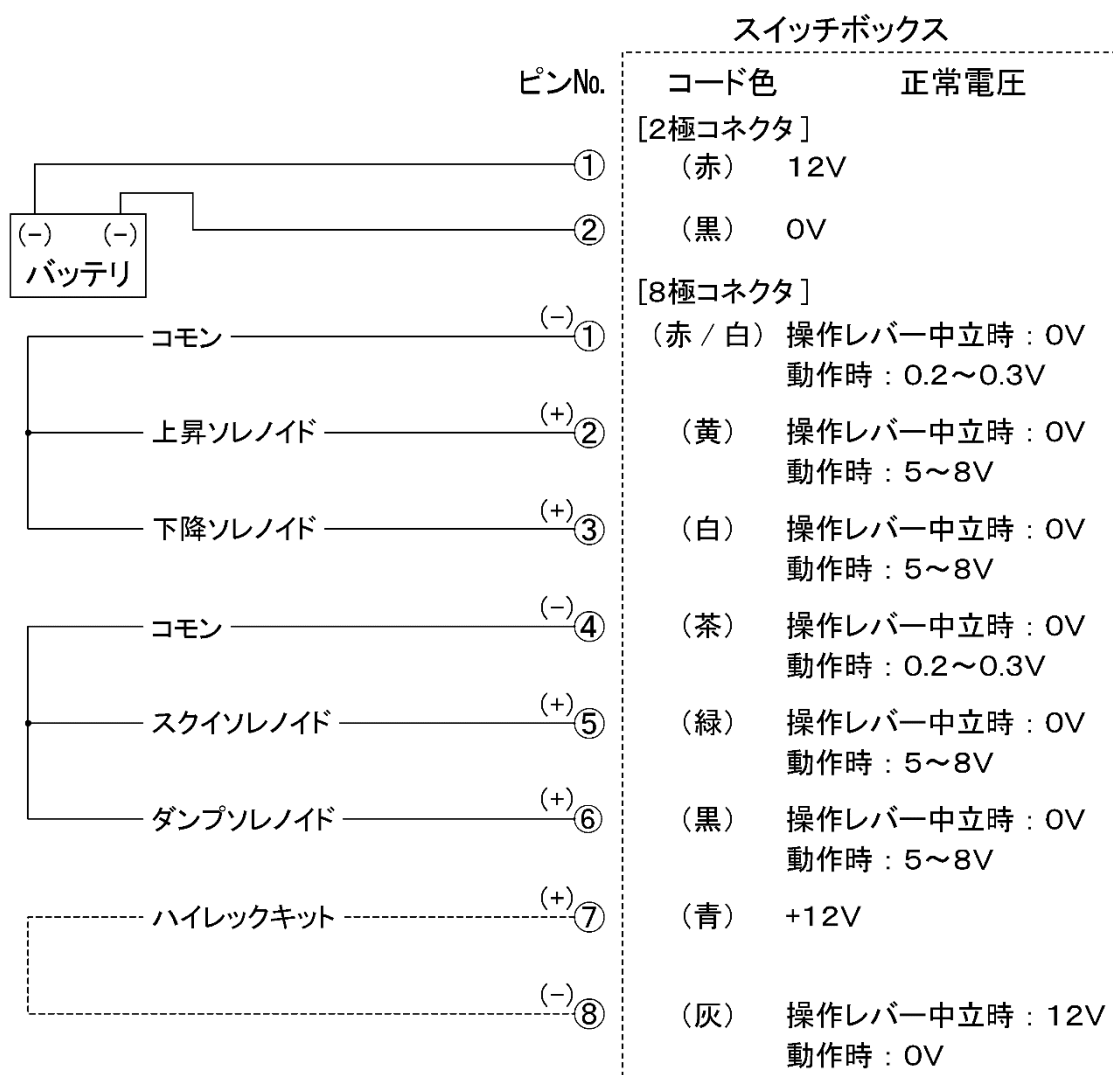 スイッチボックス
ピンNo. コード色 正常電圧
[2極コネクタ]
① (赤) 12V
② (黒) 0V
(-) (-)
バッテリ
[8極コネクタ]
コモン (-) ① (赤/白) 操作レバー中立時:0V
動作時:0.2~0.3V
上昇ソレノイド (+) ② (黄) 操作レバー中立時:0V
動作時:5~8V
下降ソレノイド (+) ③ (白) 操作レバー中立時:0V
動作時:5~8V
コモン (-) ④ (茶) 操作レバー中立時:0V
動作時:0.2~0.3V
スクイソレノイド (+) ⑤ (緑) 操作レバー中立時:0V
動作時:5~8V
ダンプソレノイド (+) ⑥ (黒) 操作レバー中立時:0V
動作時:5~8V
ハイレックキット (+) ⑦ (青) +12V
(-) ⑧ (灰) 操作レバー中立時:12V
動作時:0V